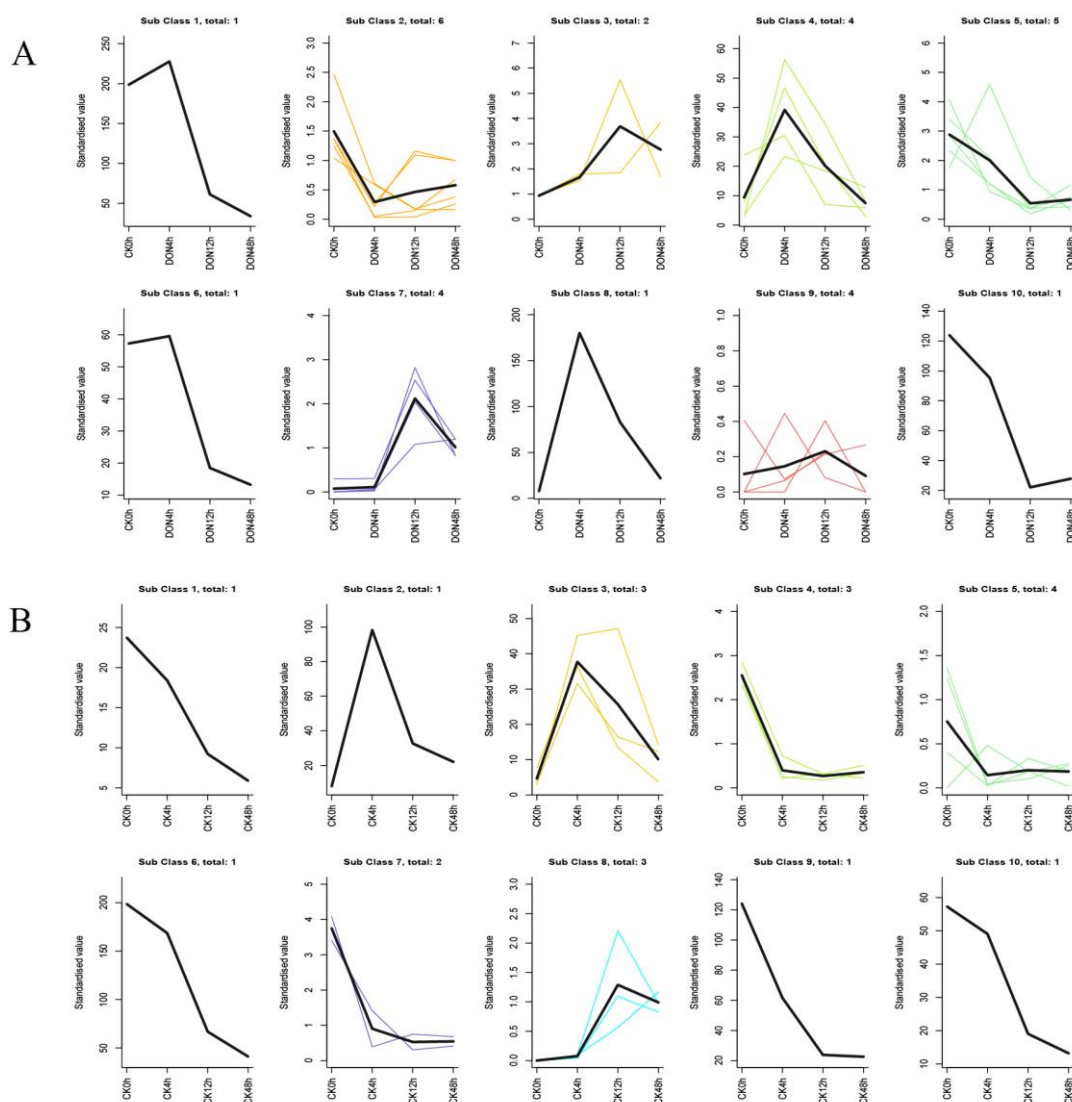 A
Sub Class 1, total: 1
Standardised value
250
200
150
100
50
CK0h
DON4h
DON12h
DON48h
Sub Class 2, total: 6
Standardised value
3.0
2.5
2.0
1.5
1.0
0.5
0.0
CK0h
DON4h
DON12h
DON48h
Sub Class 3, total: 2
Standardised value
7
6
5
4
3
2
1
0
CK0h
DON4h
DON12h
DON48h
Sub Class 4, total: 4
Standardised value
60
50
40
30
20
10
0
CK0h
DON4h
DON12h
DON48h
Sub Class 5, total: 5
Standardised value
6
5
4
3
2
1
0
CK0h
DON4h
DON12h
DON48h
Sub Class 6, total: 1
Standardised value
60
50
40
30
20
10
CK0h
DON4h
DON12h
DON48h
Sub Class 7, total: 4
Standardised value
4
3
2
1
0
CK0h
DON4h
DON12h
DON48h
Sub Class 8, total: 1
Standardised value
200
150
100
50
0
CK0h
DON4h
DON12h
DON48h
Sub Class 9, total: 4
Standardised value
1.0
0.8
0.6
0.4
0.2
0.0
CK0h
DON4h
DON12h
DON48h
Sub Class 10, total: 1
Standardised value
140
120
100
80
60
40
20
CK0h
DON4h
DON12h
DON48h
B
Sub Class 1, total: 1
Standardised value
25
20
15
10
5
CK0h
CK4h
CK12h
CK48h
Sub Class 2, total: 1
Standardised value
100
80
60
40
20
CK0h
CK4h
CK12h
CK48h
Sub Class 3, total: 3
Standardised value
50
40
30
20
10
0
CK0h
CK4h
CK12h
CK48h
Sub Class 4, total: 3
Standardised value
4
3
2
1
0
CK0h
CK4h
CK12h
CK48h
Sub Class 5, total: 4
Standardised value
2.0
1.5
1.0
0.5
0.0
CK0h
CK4h
CK12h
CK48h
Sub Class 6, total: 1
Standardised value
200
150
100
50
CK0h
CK4h
CK12h
CK48h
Sub Class 7, total: 2
Standardised value
5
4
3
2
1
0
CK0h
CK4h
CK12h
CK48h
Sub Class 8, total: 3
Standardised value
3.0
2.5
2.0
1.5
1.0
0.5
0.0
CK0h
CK4h
CK12h
CK48h
Sub Class 9, total: 1
Standardised value
140
120
100
80
60
40
20
CK0h
CK4h
CK12h
CK48h
Sub Class 10, total: 1
Standardised value
60
50
40
30
20
10
CK0h
CK4h
CK12h
CK48h